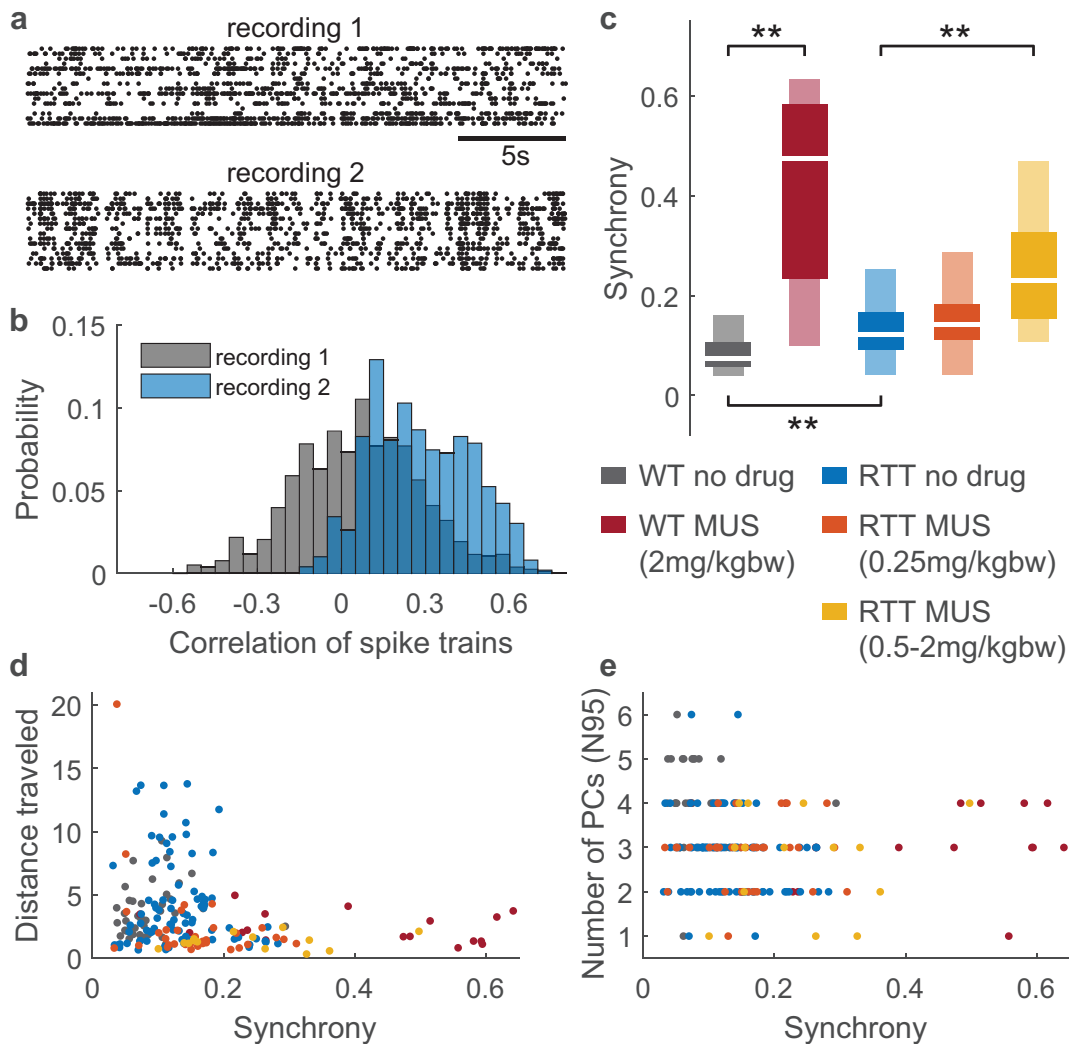 a
recording 1
5s
recording 2
b
0.15
0.1
0.05
0
Probability
recording 1
recording 2
-0.6 -0.3 0 0.3 0.6
Correlation of spike trains
c
** **
0.6
0.4
0.2
0
Synchrony
**
WT no drug
WT MUS
(2mg/kgbw)
RTT no drug
RTT MUS
(0.25mg/kgbw)
RTT MUS
(0.5-2mg/kgbw)
d
20
15
10
5
0
Distance traveled
0 0.2 0.4 0.6
Synchrony
e
6
5
4
3
2
1
Number of PCs (N95)
0 0.2 0.4 0.6
Synchrony